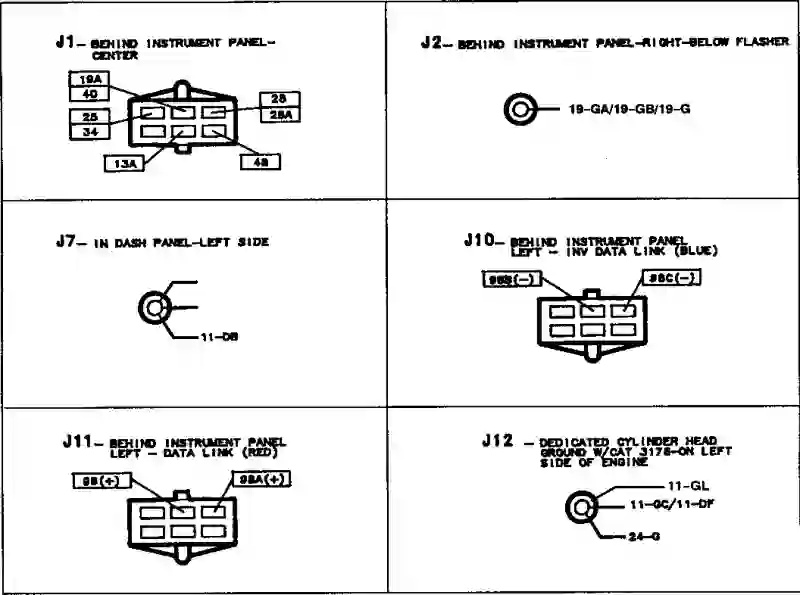 J1- BEHIND INSTRUMENT PANEL-
CENTER
19A
40
25
34
28
28A
13A
48
J2- BEHIND INSTRUMENT PANEL-RIGHT-BELOW FLASHER
19-GA/19-GB/19-G
J7- IN DASH PANEL-LEFT SIDE
11-DB
J10- BEHIND INSTRUMENT PANEL
LEFT - INV DATA LINK (BLUE)
98B(-)
98C(-)
J11- BEHIND INSTRUMENT PANEL
LEFT - DATA LINK (RED)
98(+)
98A(+)
J12 - DEDICATED CYLINDER HEAD
GROUND W/CAT 3176-ON LEFT
SIDE OF ENGINE
11-GL
11-GC/11-DF
24-G